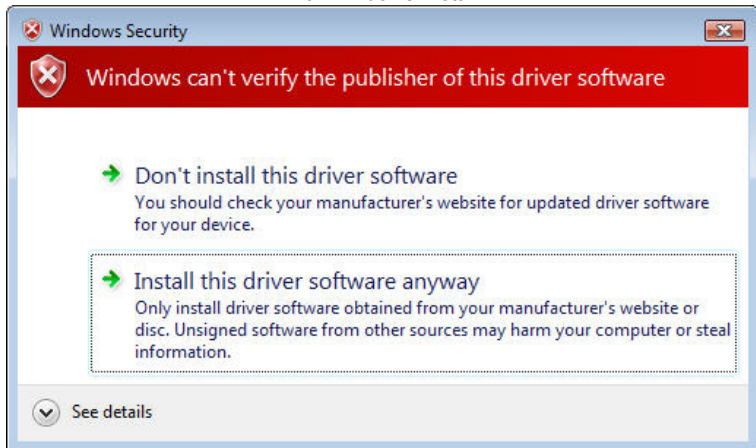 Windows Security
Windows can't verify the publisher of this driver software
Don't install this driver software
You should check your manufacturer's website for updated driver software
for your device.
Install this driver software anyway
Only install driver software obtained from your manufacturer's website or
disc. Unsigned software from other sources may harm your computer or steal
information.
See details